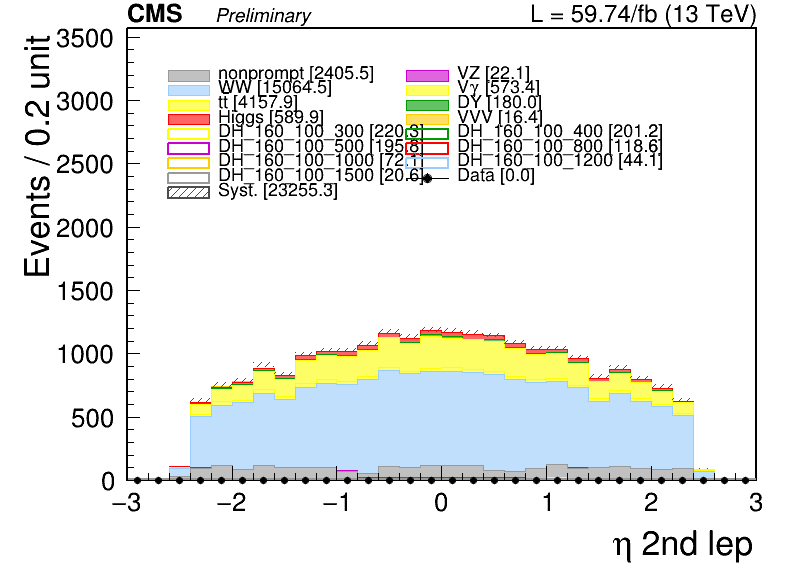 CMS Preliminary L = 59.74/fb (13 TeV)
Events / 0.2 unit
3500
3000
2500
2000
1500
1000
500
0
nonprompt [2405.5] VZ [22.1]
WW [15064.5] Vγ [573.4]
tt [4157.9] DY [180.0]
Higgs [589.9] VVV [16.4]
DH_160_100_300 [220.3] DH_160_100_400 [201.2]
DH_160_100_500 [195.8] DH_160_100_800 [118.6]
DH_160_100_1000 [72.1] DH_160_100_1200 [44.1]
DH_160_100_1500 [20.6] Data [0.0]
Syst. [23255.3]
−3 −2 −1 0 1 2 3
η 2nd lep